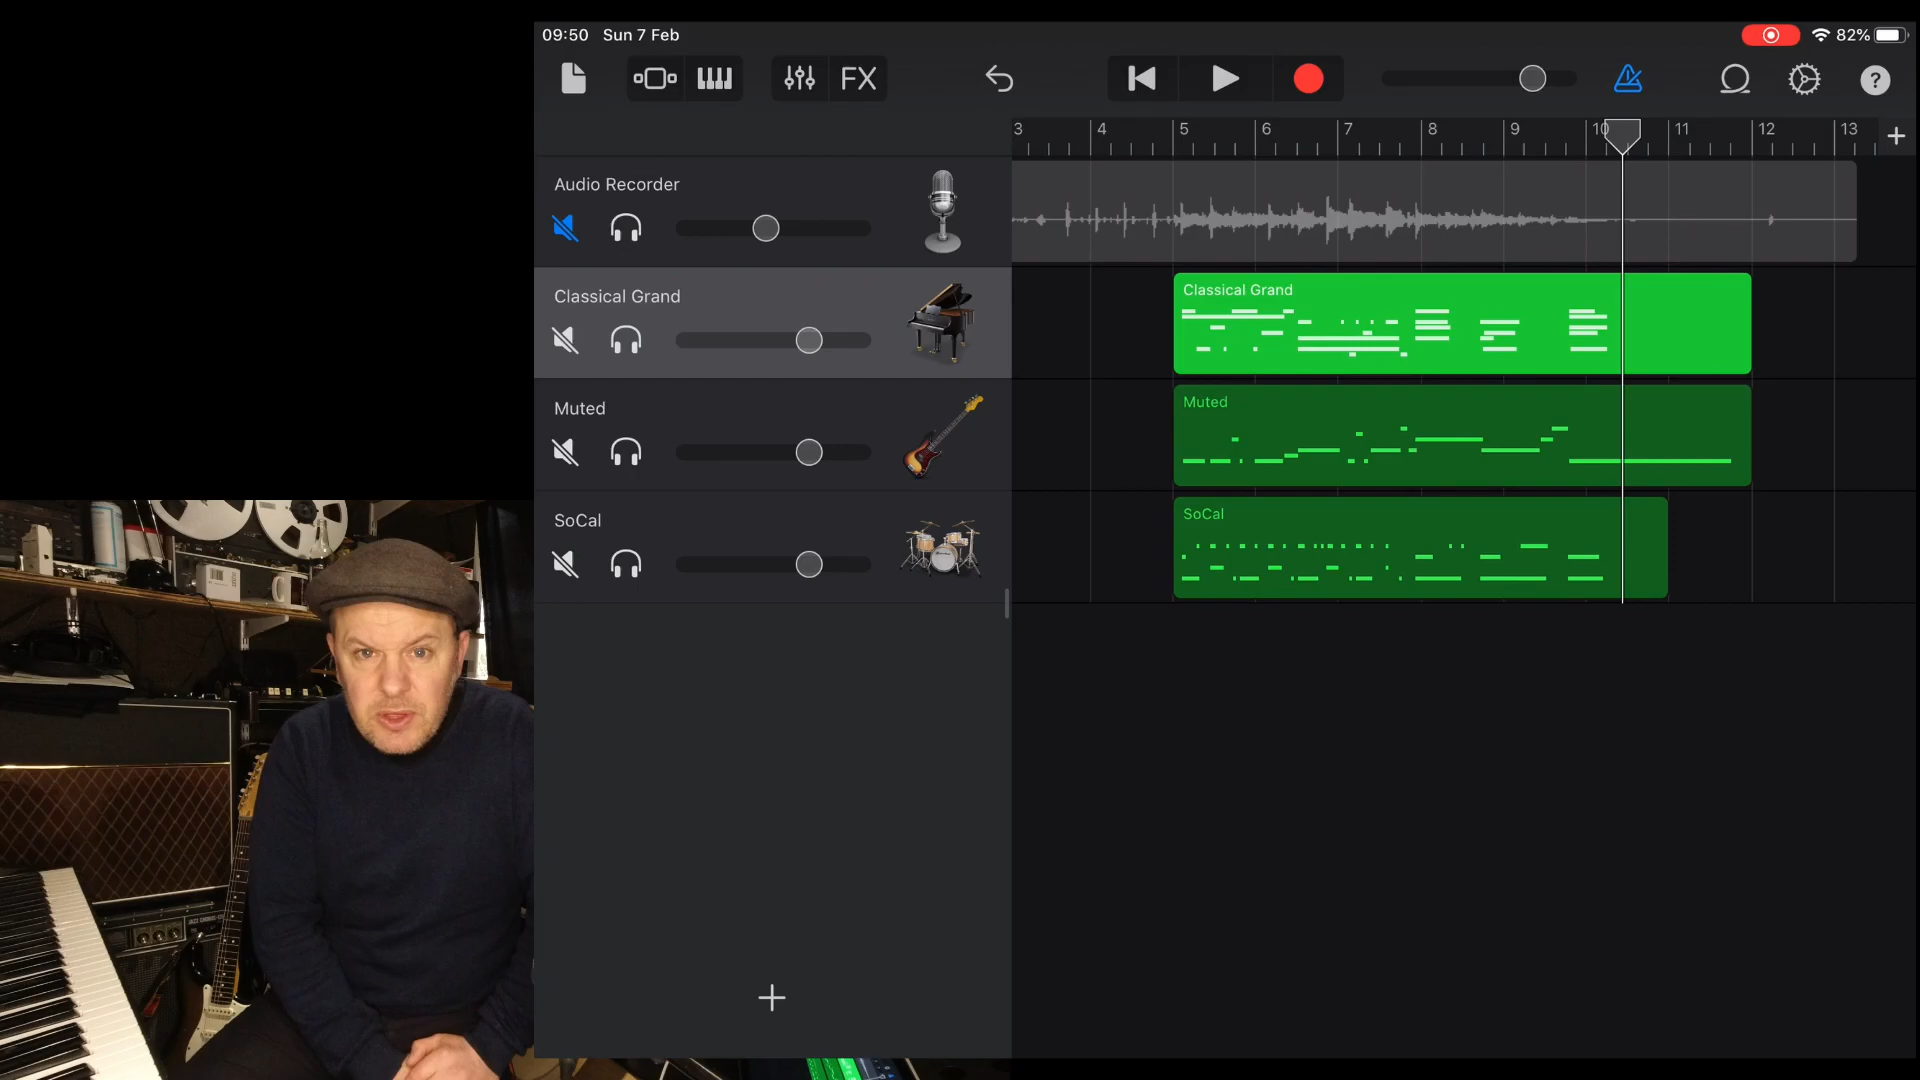 09:50 Sun 7 Feb
82%
FX
?
3 4 5 6 7 8 9 10 11 12 13
Audio Recorder
Classical Grand
Classical Grand
Muted
Muted
SoCal
SoCal